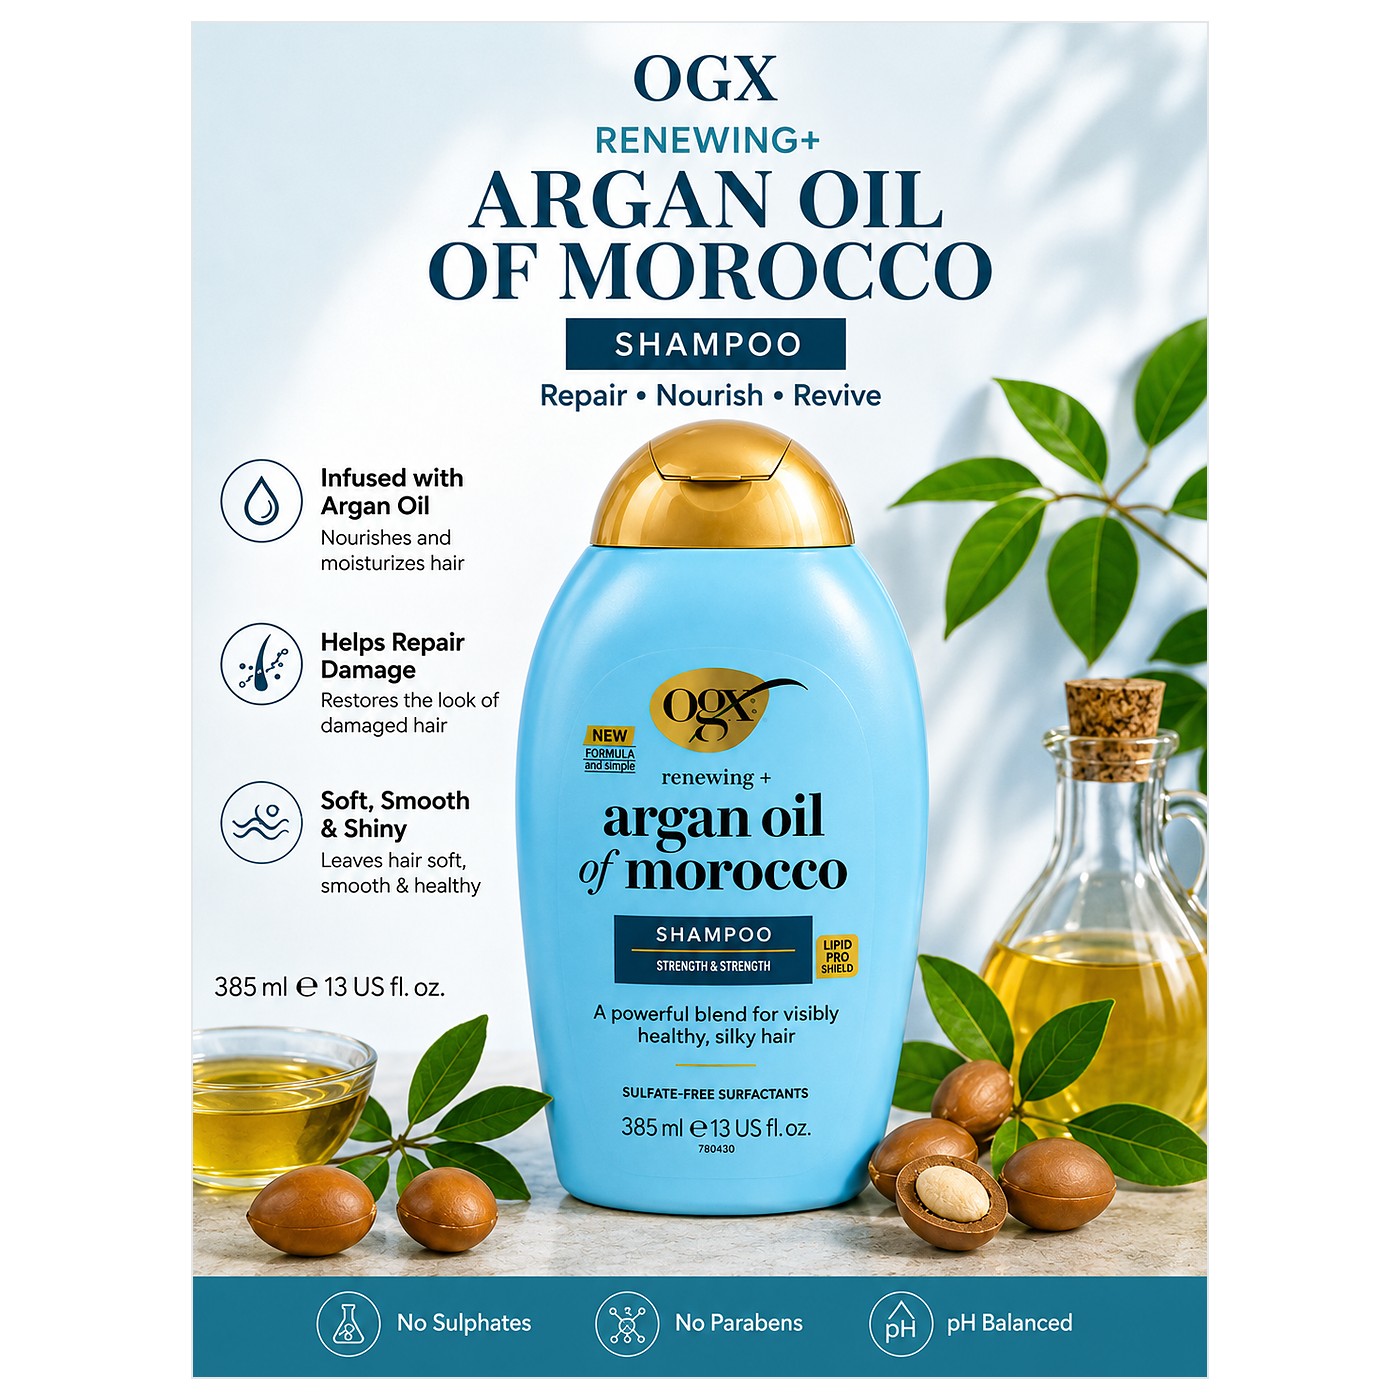 OGX
RENEWING+
ARGAN OIL
OF MOROCCO
SHAMPOO
Repair • Nourish • Revive
Infused with
Argan Oil
Nourishes and
moisturizes hair
Helps Repair
Damage
Restores the look of
damaged hair
Soft, Smooth
& Shiny
Leaves hair soft,
smooth & healthy
385 ml ℮ 13 US fl. oz.
ogx
NEW
FORMULA
and simple
renewing +
argan oil
of morocco
SHAMPOO
STRENGTH & STRENGTH
LIPID
PRO
SHIELD
A powerful blend for visibly
healthy, silky hair
SULFATE-FREE SURFACTANTS
385 ml ℮ 13 US fl. oz.
780430
No Sulphates
No Parabens
pH
pH Balanced